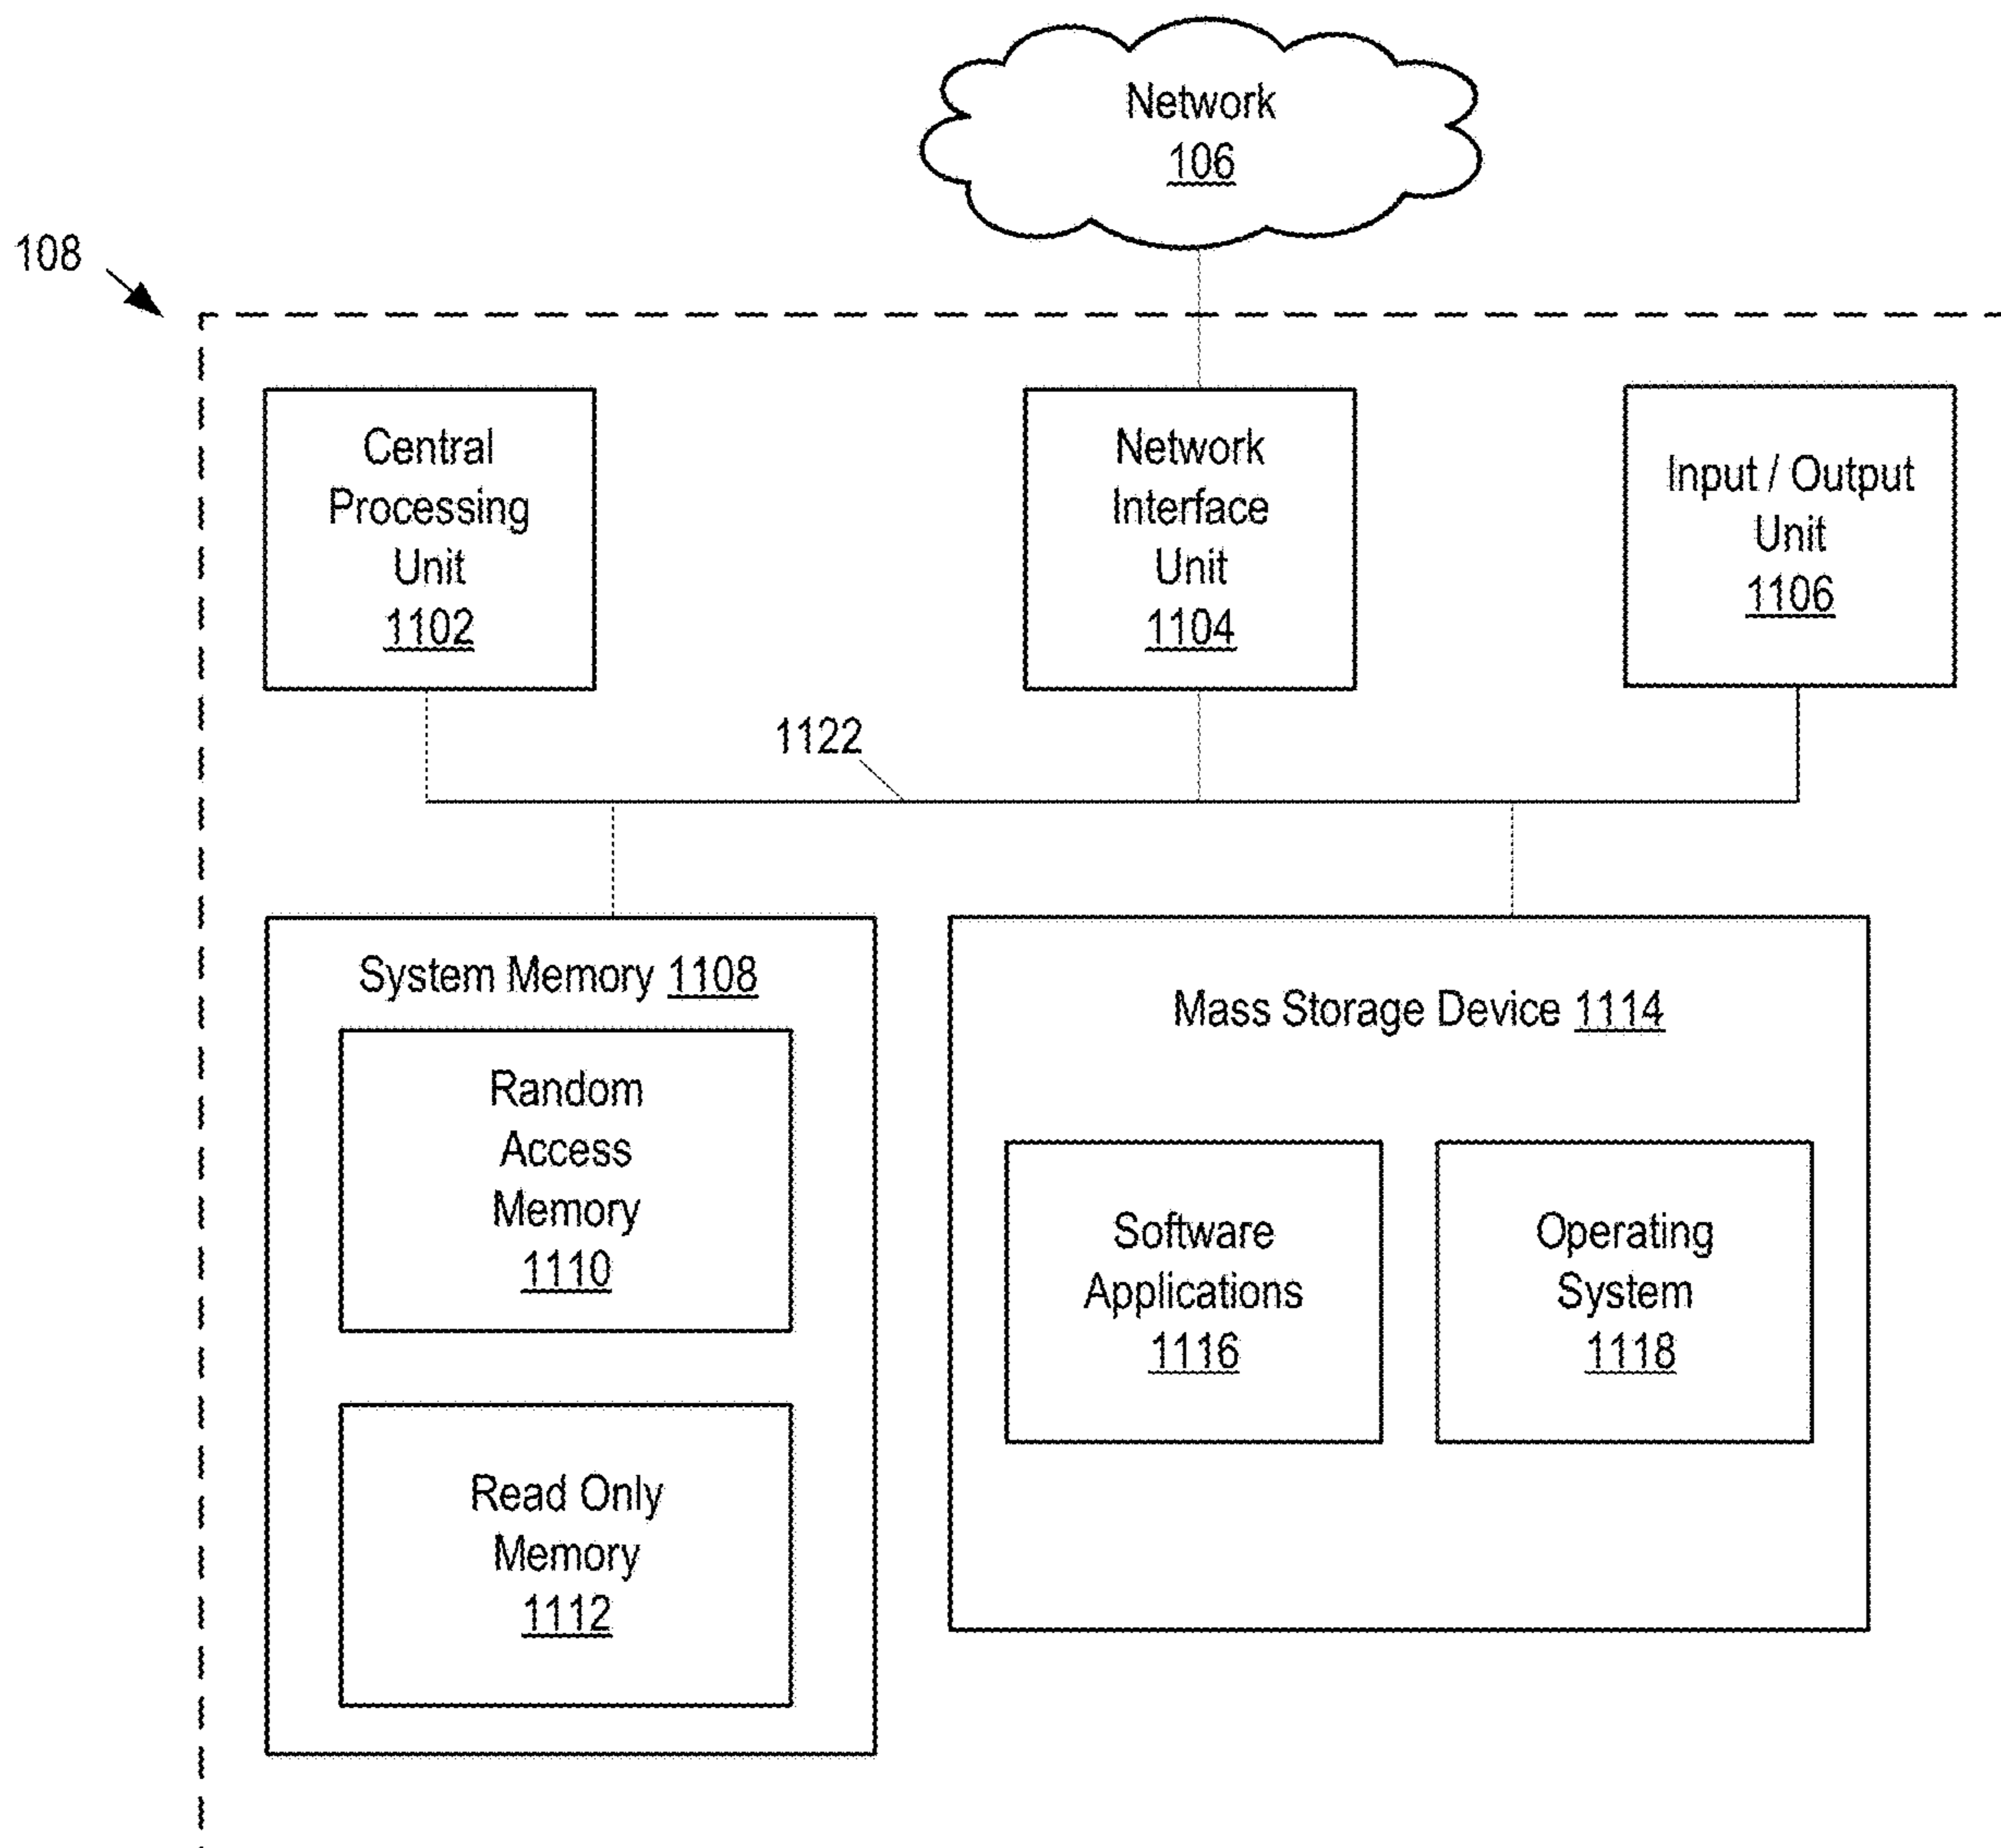 Network
106
108
Central
Processing
Unit
1102
Network
Interface
Unit
1104
Input / Output
Unit
1106
1122
System Memory 1108
Random
Access
Memory
1110
Read Only
Memory
1112
Mass Storage Device 1114
Software
Applications
1116
Operating
System
1118